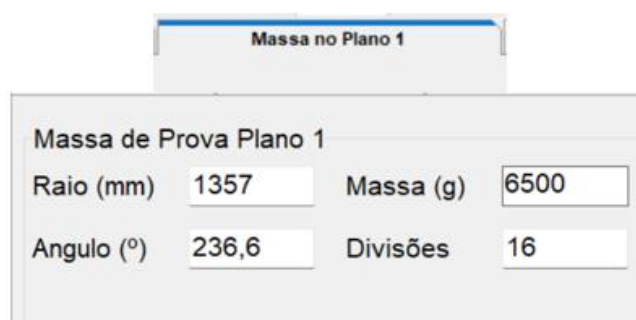 Massa no Plano 1
Massa de Prova Plano 1
Raio (mm) 1357 Massa (g) 6500
Angulo (º) 236,6 Divisões 16